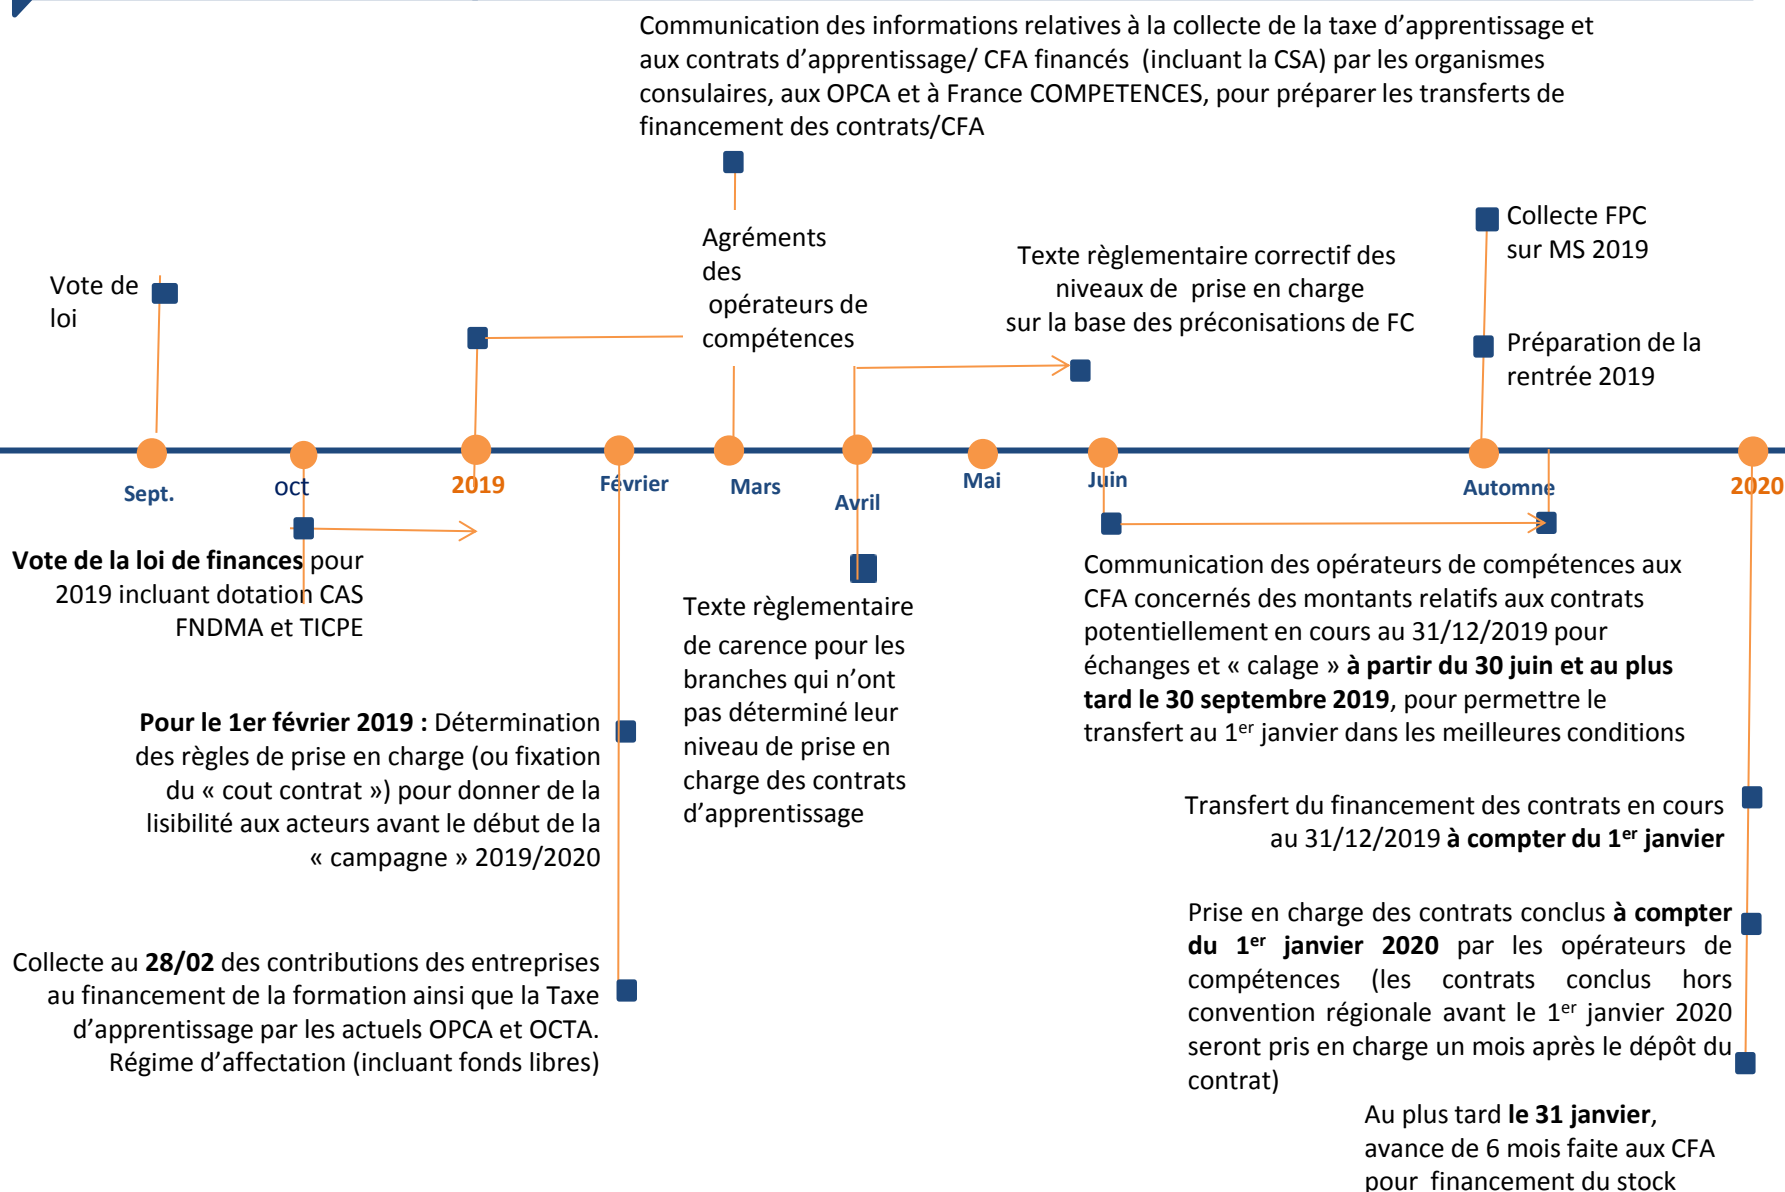 Communication des informations relatives à la collecte de la taxe d'apprentissage et
aux contrats d'apprentissage/ CFA financés (incluant la CSA) par les organismes
consulaires, aux OPCA et à France COMPETENCES, pour préparer les transferts de
financement des contrats/CFA
Vote de
loi
Agréments
des
opérateurs de
compétences
Texte règlementaire correctif des
niveaux de prise en charge
sur la base des préconisations de FC
Collecte FPC
sur MS 2019
Préparation de la
rentrée 2019
Sept.
oct
2019
Février
Mars
Avril
Mai
Juin
Automne
2020
Vote de la loi de finances pour
2019 incluant dotation CAS
FNDMA et TICPE
Pour le 1er février 2019 : Détermination
des règles de prise en charge (ou fixation
du « cout contrat ») pour donner de la
lisibilité aux acteurs avant le début de la
« campagne » 2019/2020
Collecte au 28/02 des contributions des entreprises
au financement de la formation ainsi que la Taxe
d'apprentissage par les actuels OPCA et OCTA.
Régime d'affectation (incluant fonds libres)
Texte règlementaire
de carence pour les
branches qui n'ont
pas déterminé leur
niveau de prise en
charge des contrats
d'apprentissage
Communication des opérateurs de compétences aux
CFA concernés des montants relatifs aux contrats
potentiellement en cours au 31/12/2019 pour
échanges et « calage » à partir du 30 juin et au plus
tard le 30 septembre 2019, pour permettre le
transfert au 1er janvier dans les meilleures conditions
Transfert du financement des contrats en cours
au 31/12/2019 à compter du 1er janvier
Prise en charge des contrats conclus à compter
du 1er janvier 2020 par les opérateurs de
compétences (les contrats conclus hors
convention régionale avant le 1er janvier 2020
seront pris en charge un mois après le dépôt du
contrat)
Au plus tard le 31 janvier,
avance de 6 mois faite aux CFA
pour financement du stock